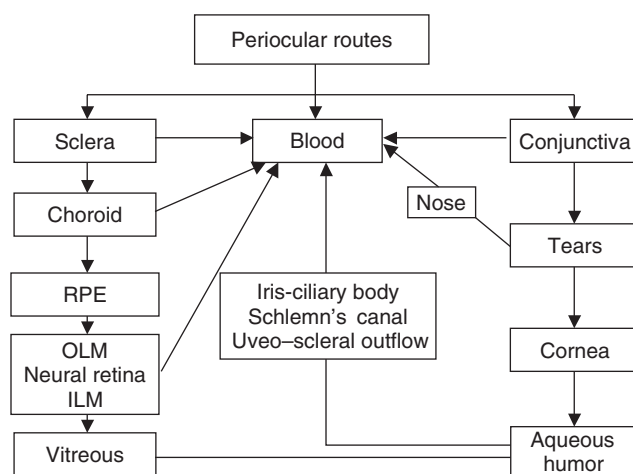 Periocular routes
Sclera
Blood
Conjunctiva
Choroid
Nose
Tears
RPE
Iris-ciliary body
Schlemn's canal
Uveo–scleral outflow
OLM
Neural retina
ILM
Cornea
Vitreous
Aqueous
humor